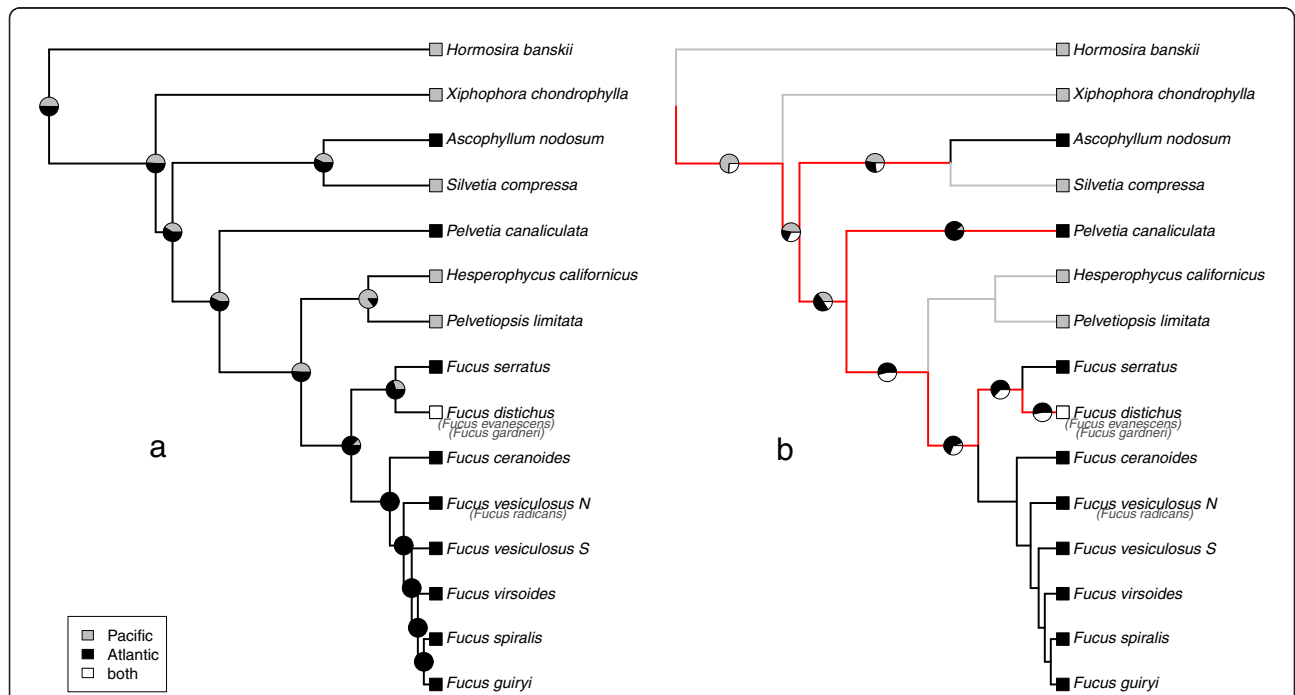 Hormosira banskii
Xiphophora chondrophylla
Ascophyllum nodosum
Silvetia compressa
Pelvetia canaliculata
Hesperophycus californicus
Pelvetiopsis limitata
Fucus serratus
Fucus distichus
(Fucus evanescens)
(Fucus gardneri)
a
Fucus ceranoides
Fucus vesiculosus N
(Fucus radicans)
Fucus vesiculosus S
Fucus virsoides
Fucus spiralis
Fucus guiryi
Pacific
Atlantic
both
Hormosira banskii
Xiphophora chondrophylla
Ascophyllum nodosum
Silvetia compressa
Pelvetia canaliculata
Hesperophycus californicus
Pelvetiopsis limitata
Fucus serratus
Fucus distichus
(Fucus evanescens)
(Fucus gardneri)
b
Fucus ceranoides
Fucus vesiculosus N
(Fucus radicans)
Fucus vesiculosus S
Fucus virsoides
Fucus spiralis
Fucus guiryi